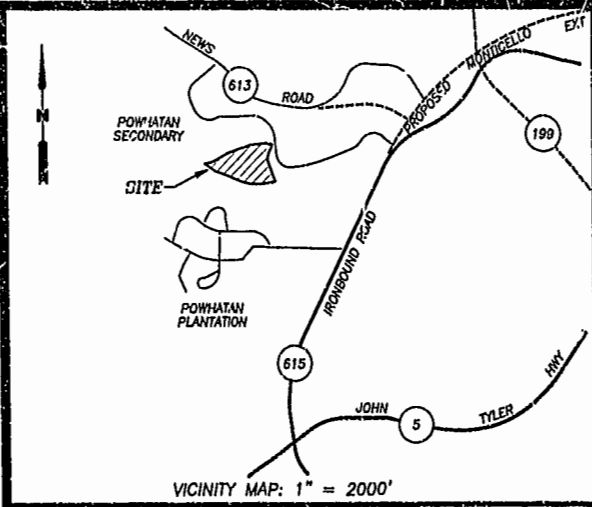 NEWS
613
ROAD
PROPOSED MONTICELLO EXT
N
POWHATAN
SECONDARY
SITE
199
IRONBOUND ROAD
POWHATAN
PLANTATION
615
JOHN
5
TYLER
HWY
VICINITY MAP: 1" = 2000'